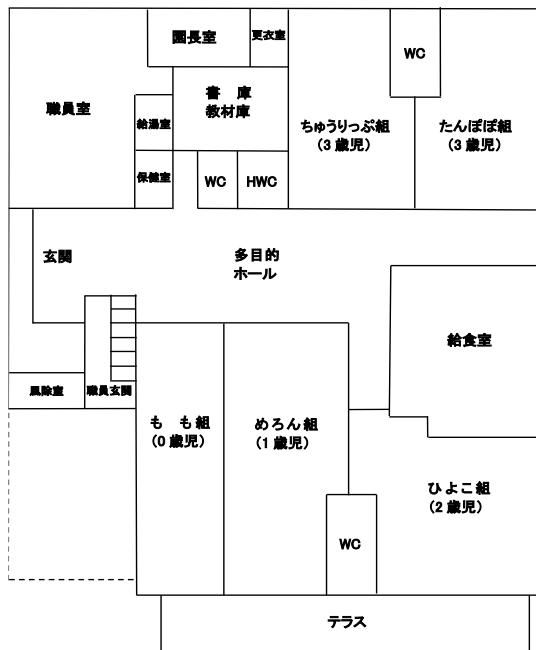 園長室
更衣室
WC
職員室
書 庫
教材庫
給湯室
ちゅうりっぷ組
(3 歳児)
たんぽぽ組
(3 歳児)
保健室
WC
HWC
玄関
多目的
ホール
給食室
風除室
職員玄関
も も 組
(0 歳児)
めろん組
(1 歳児)
ひよこ組
(2 歳児)
WC
テラス